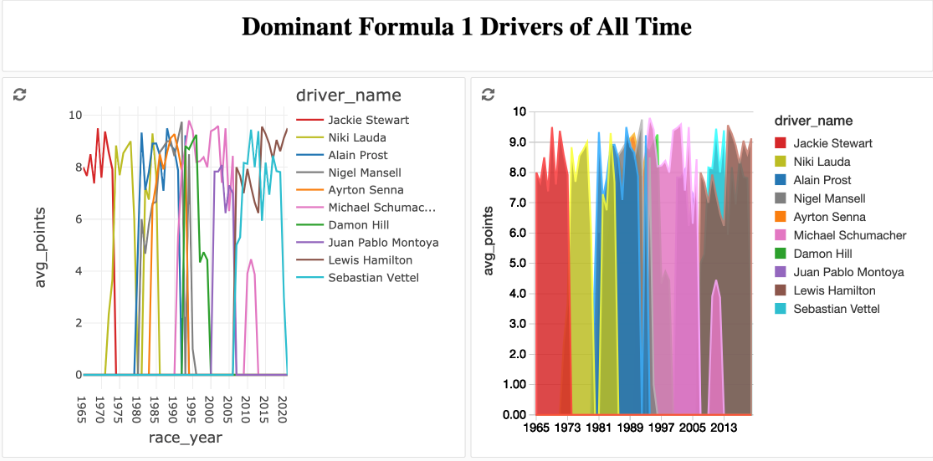 Dominant Formula 1 Drivers of All Time
driver_name
Jackie Stewart
Niki Lauda
Alain Prost
Nigel Mansell
Ayrton Senna
Michael Schumac...
Damon Hill
Juan Pablo Montoya
Lewis Hamilton
Sebastian Vettel
avg_points
10
8
6
4
2
0
1965 1970 1975 1980 1985 1990 1995 2000 2005 2010 2015 2020
race_year
driver_name
Jackie Stewart
Niki Lauda
Alain Prost
Nigel Mansell
Ayrton Senna
Michael Schumacher
Damon Hill
Juan Pablo Montoya
Lewis Hamilton
Sebastian Vettel
avg_points
10
9.0
8.0
7.0
6.0
5.0
4.0
3.0
2.0
1.00
0.00
1965 1973 1981 1989 1997 2005 2013